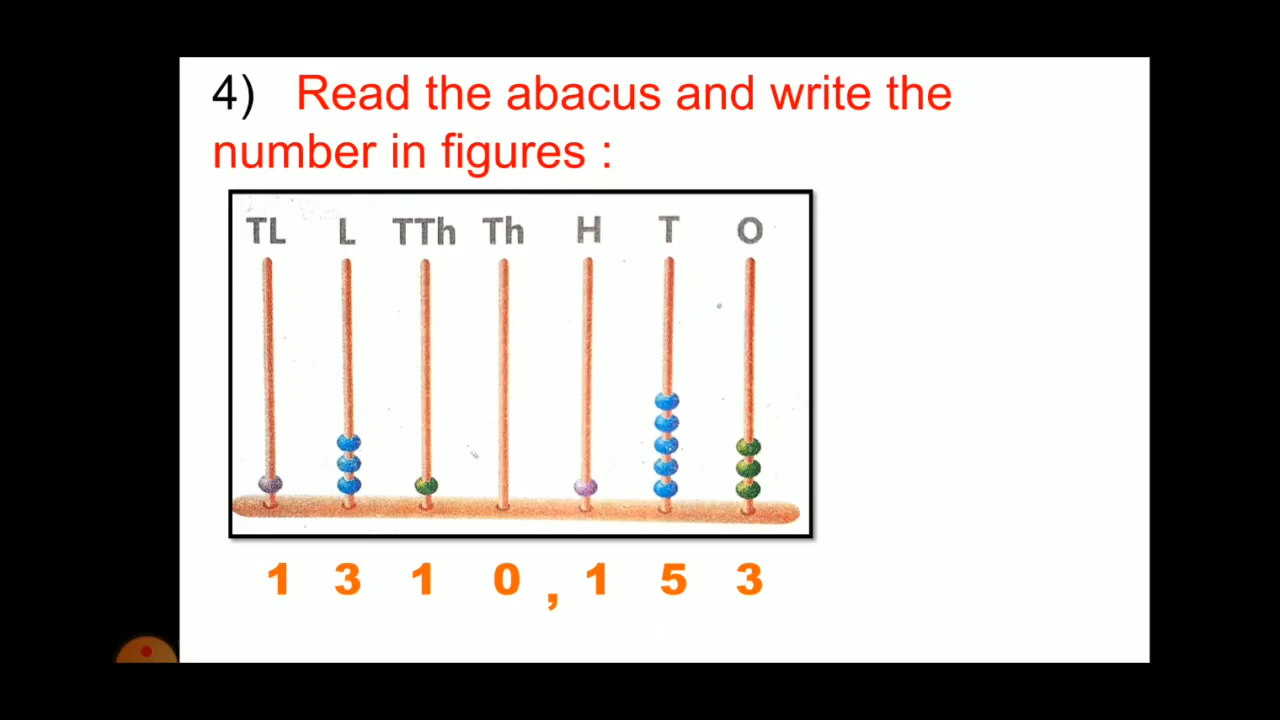 4) Read the abacus and write the
number in figures :
TL L TTh Th H T O
1 3 1 0 , 1 5 3